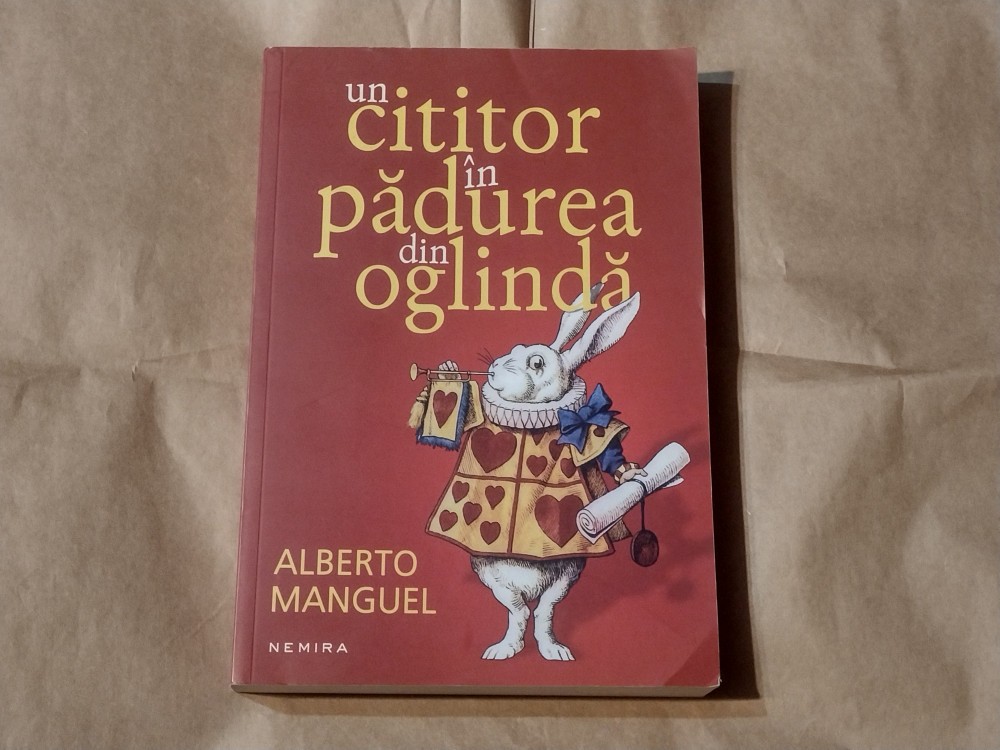 un
cititor
în
pădurea
din
oglindă
ALBERTO
MANGUEL
NEMIRA